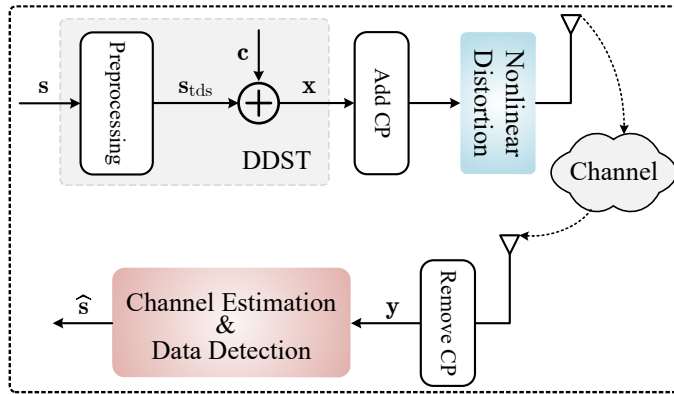 s
Preprocessing
s_tds
c
x
DDST
Add CP
Nonlinear
Distortion
Channel
ŝ
Channel Estimation
&
Data Detection
y
Remove CP